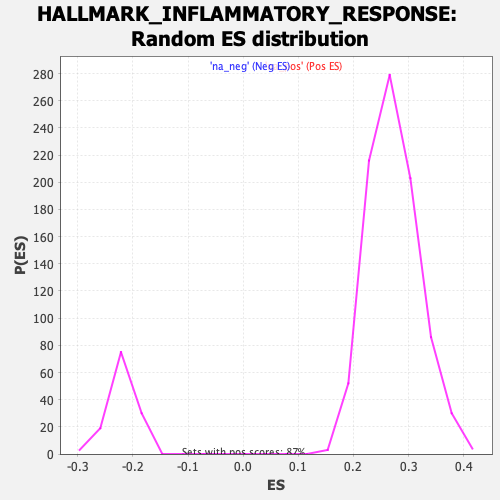 HALLMARK_INFLAMMATORY_RESPONSE:
Random ES distribution
'na_neg' (Neg ES)os' (Pos ES)
280
260
240
220
200
180
160
140
120
100
80
60
40
20
0
P(ES)
Sets with pos scores: 87%
-0.3 -0.2 -0.1 0.0 0.1 0.2 0.3 0.4
ES